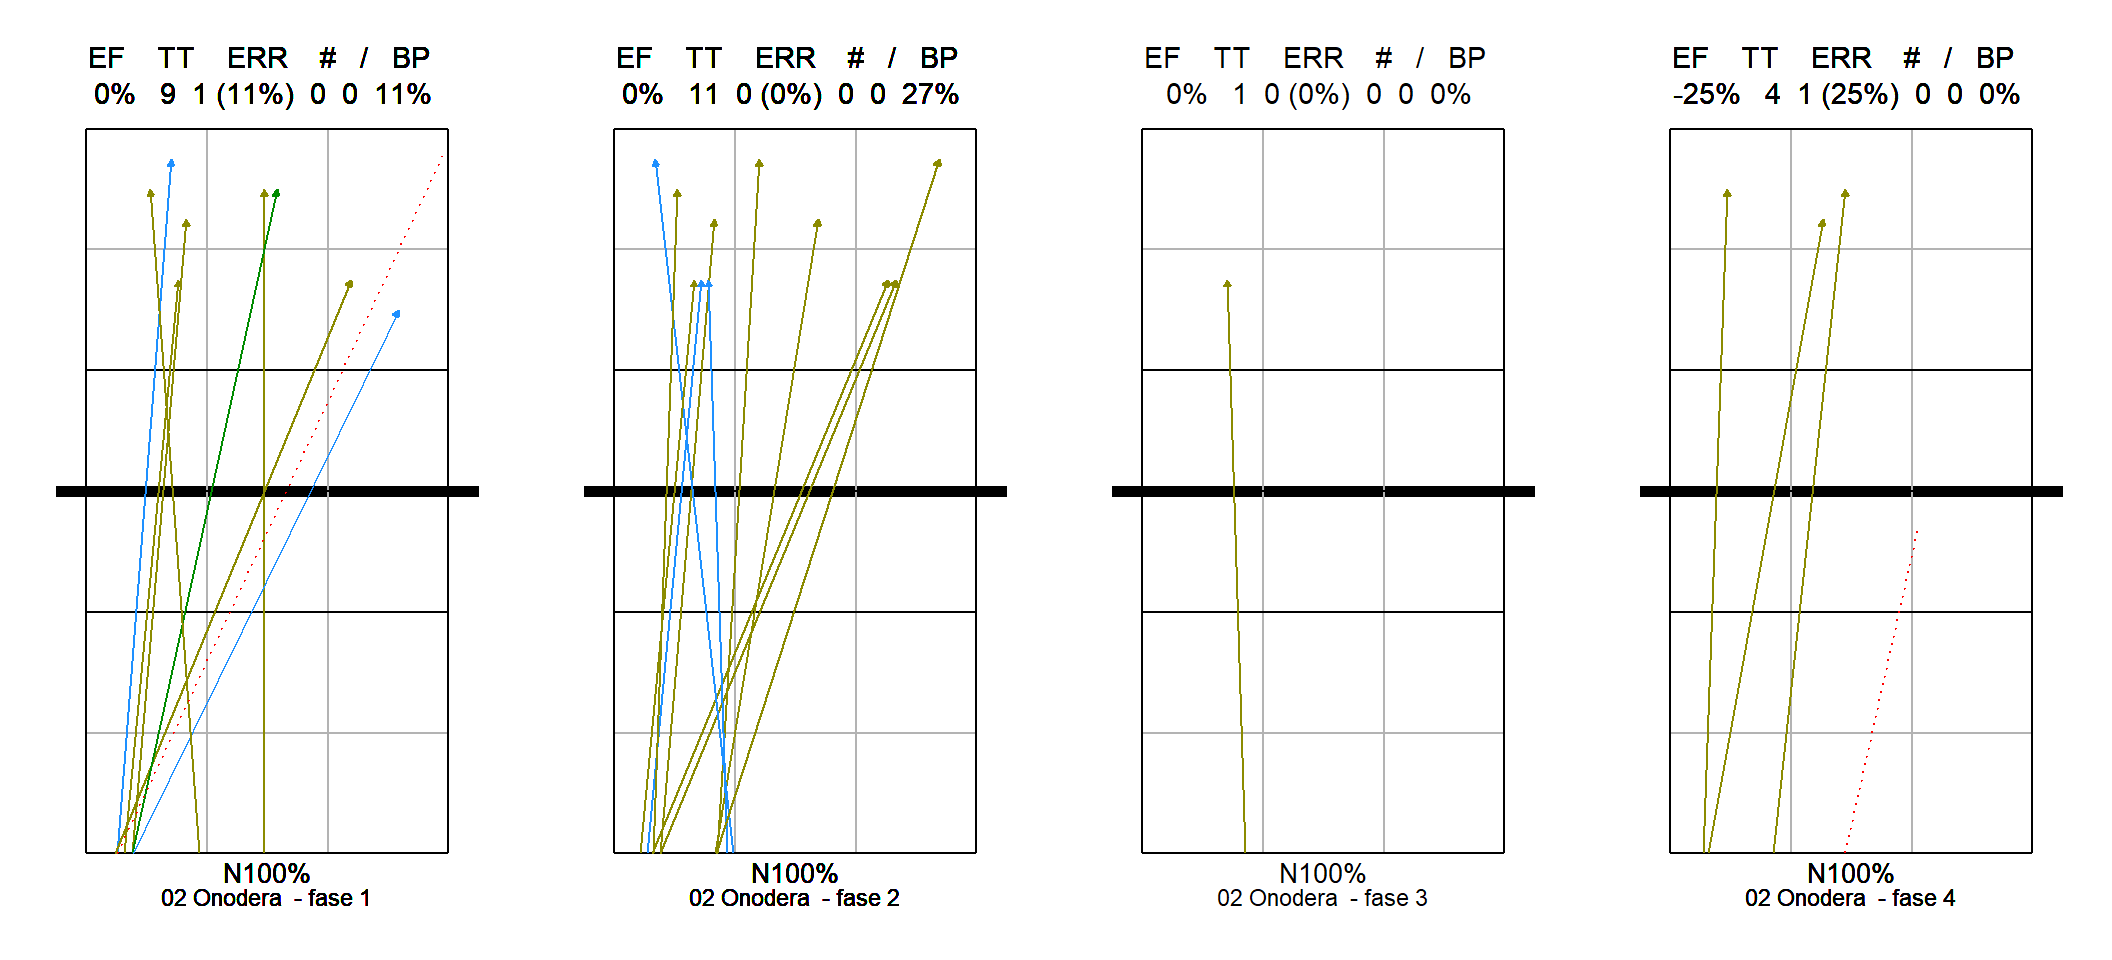 EF TT ERR # / BP
0% 9 1 (11%) 0 0 11%
N100%
02 Onodera - fase 1
EF TT ERR # / BP
0% 11 0 (0%) 0 0 27%
N100%
02 Onodera - fase 2
EF TT ERR # / BP
0% 1 0 (0%) 0 0 0%
N100%
02 Onodera - fase 3
EF TT ERR # / BP
-25% 4 1 (25%) 0 0 0%
N100%
02 Onodera - fase 4